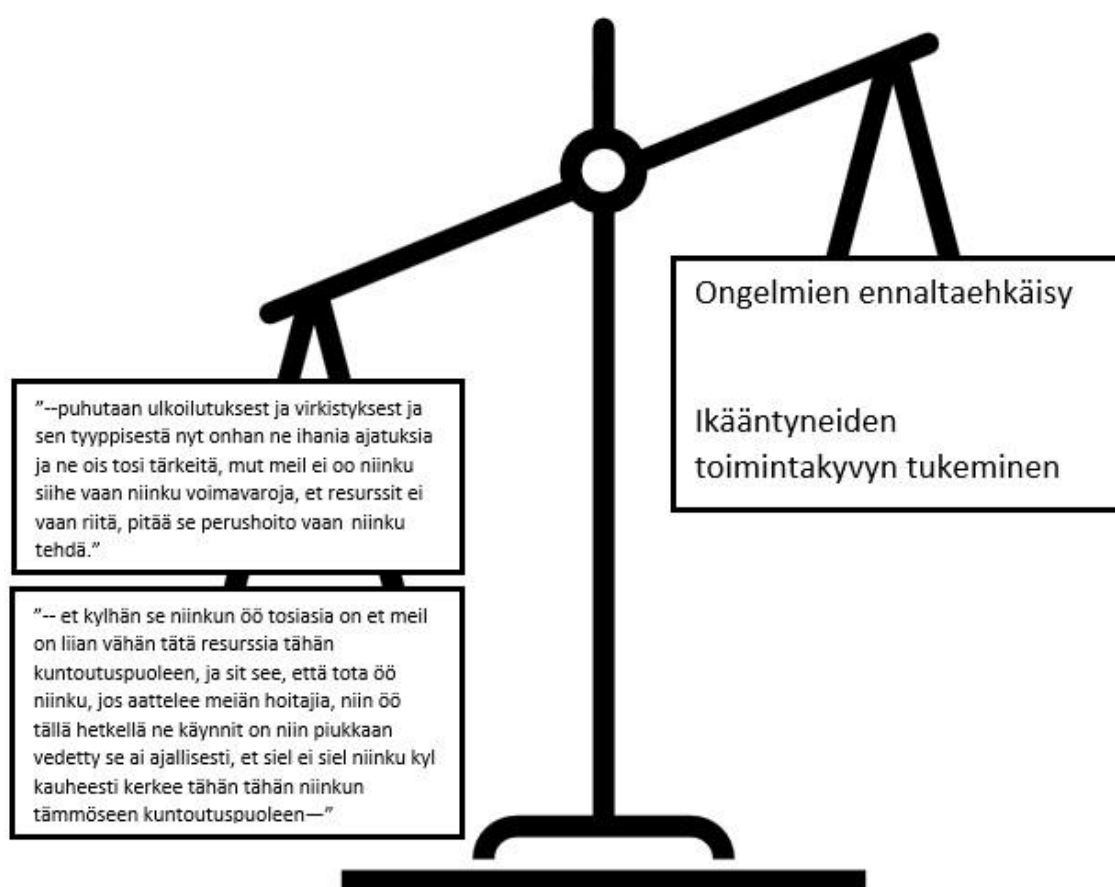 "--puhutaan ulkoilutuksest ja virkistyksest ja
sen tyyppisestä nyt onhan ne ihania ajatuksia
ja ne ois tosi tärkeitä, mut meil ei oo niinku
siihe vaan niinku voimavaroja, et resurssit ei
vaan riitä, pitää se perushoito vaan niinku
tehdä."
"-- et kylhän se niinkun öö tosiasia on et meil
on liian vähän tätä resurssia tähän
kuntoutuspuoleen, ja sit see, että tota öö
niinku, jos aattelee meiän hoitajia, niin öö
tällä hetkellä ne käynnit on niin piukkaan
vedetty se ai ajallisesti, et siel ei siel niinku kyl
kauheesti kerkee tähän tähän niinkun
tämmöseen kuntoutuspuoleen—"
Ongelmien ennaltaehkäisy
Ikääntyneiden
toimintakyvyn tukeminen